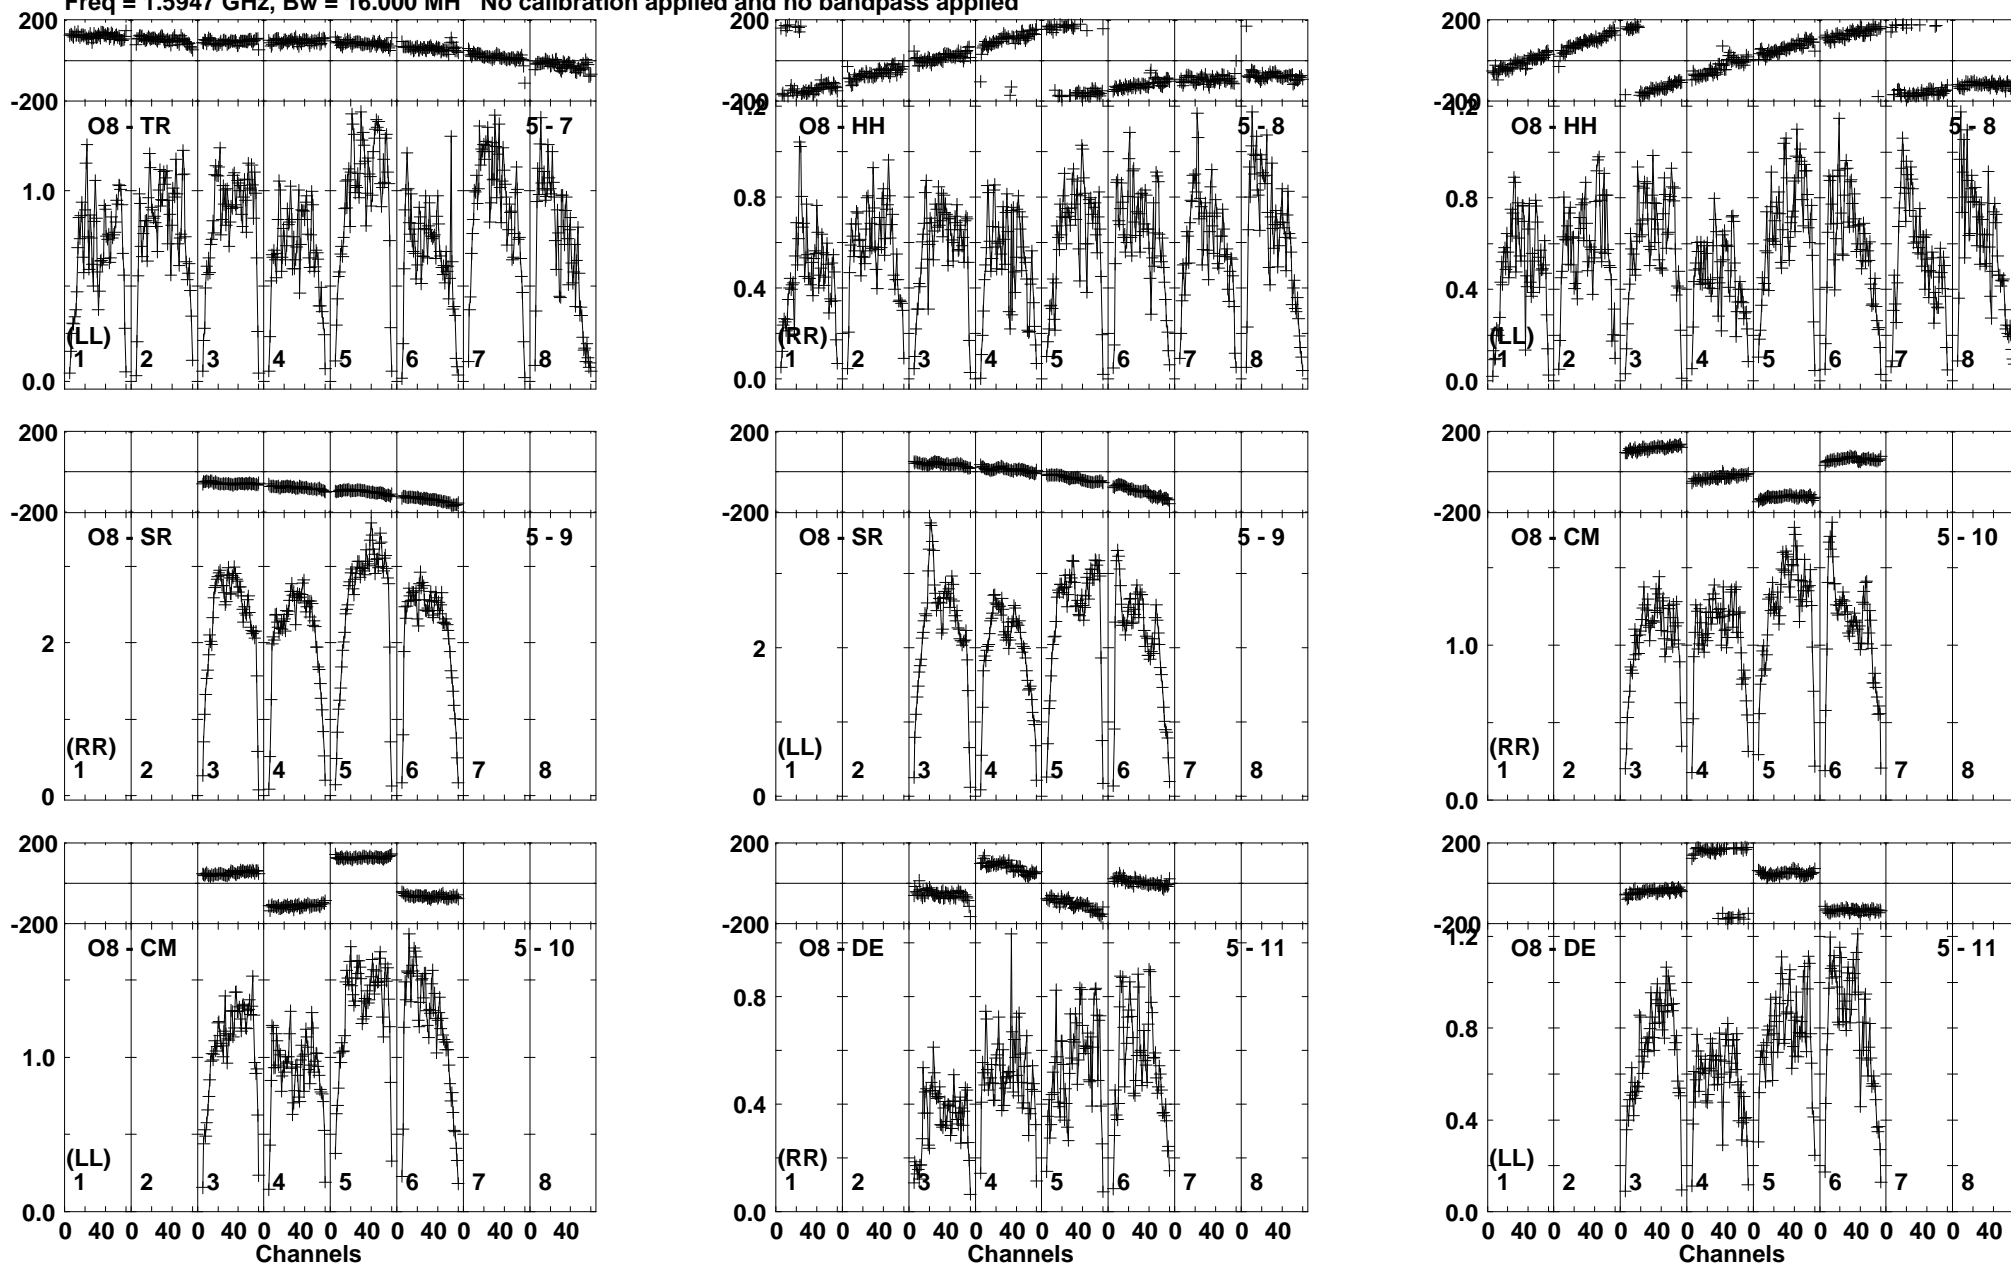 Freq = 1.5947 GHz, Bw = 16.000 MH No calibration applied and no bandpass applied
200
-200
O8 - TR 5 - 7
1.0
0.0
(LL)
1 2 3 4 5 6 7 8
200
-200
1.2
O8 - HH 5 - 8
0.8
0.4
0.0
(RR)
1 2 3 4 5 6 7 8
200
-200
1.2
O8 - HH 5 - 8
0.8
0.4
0.0
(LL)
1 2 3 4 5 6 7 8
200
-200
O8 - SR 5 - 9
2
0
(RR)
1 2 3 4 5 6 7 8
200
-200
O8 - SR 5 - 9
2
0
(LL)
1 2 3 4 5 6 7 8
200
-200
O8 - CM 5 - 10
1.0
0.0
(RR)
1 2 3 4 5 6 7 8
200
-200
O8 - CM 5 - 10
1.0
0.0
(LL)
1 2 3 4 5 6 7 8
0 40 0 40 0 40 0 40 0 40 0 40 0 40 0 40
Channels
200
-200
O8 - DE 5 - 11
0.8
0.4
0.0
(RR)
1 2 3 4 5 6 7 8
0 40 0 40 0 40 0 40 0 40 0 40 0 40 0 40
Channels
200
-200
1.2
O8 - DE 5 - 11
0.8
0.4
0.0
(LL)
1 2 3 4 5 6 7 8
0 40 0 40 0 40 0 40 0 40 0 40 0 40 0 40
Channels